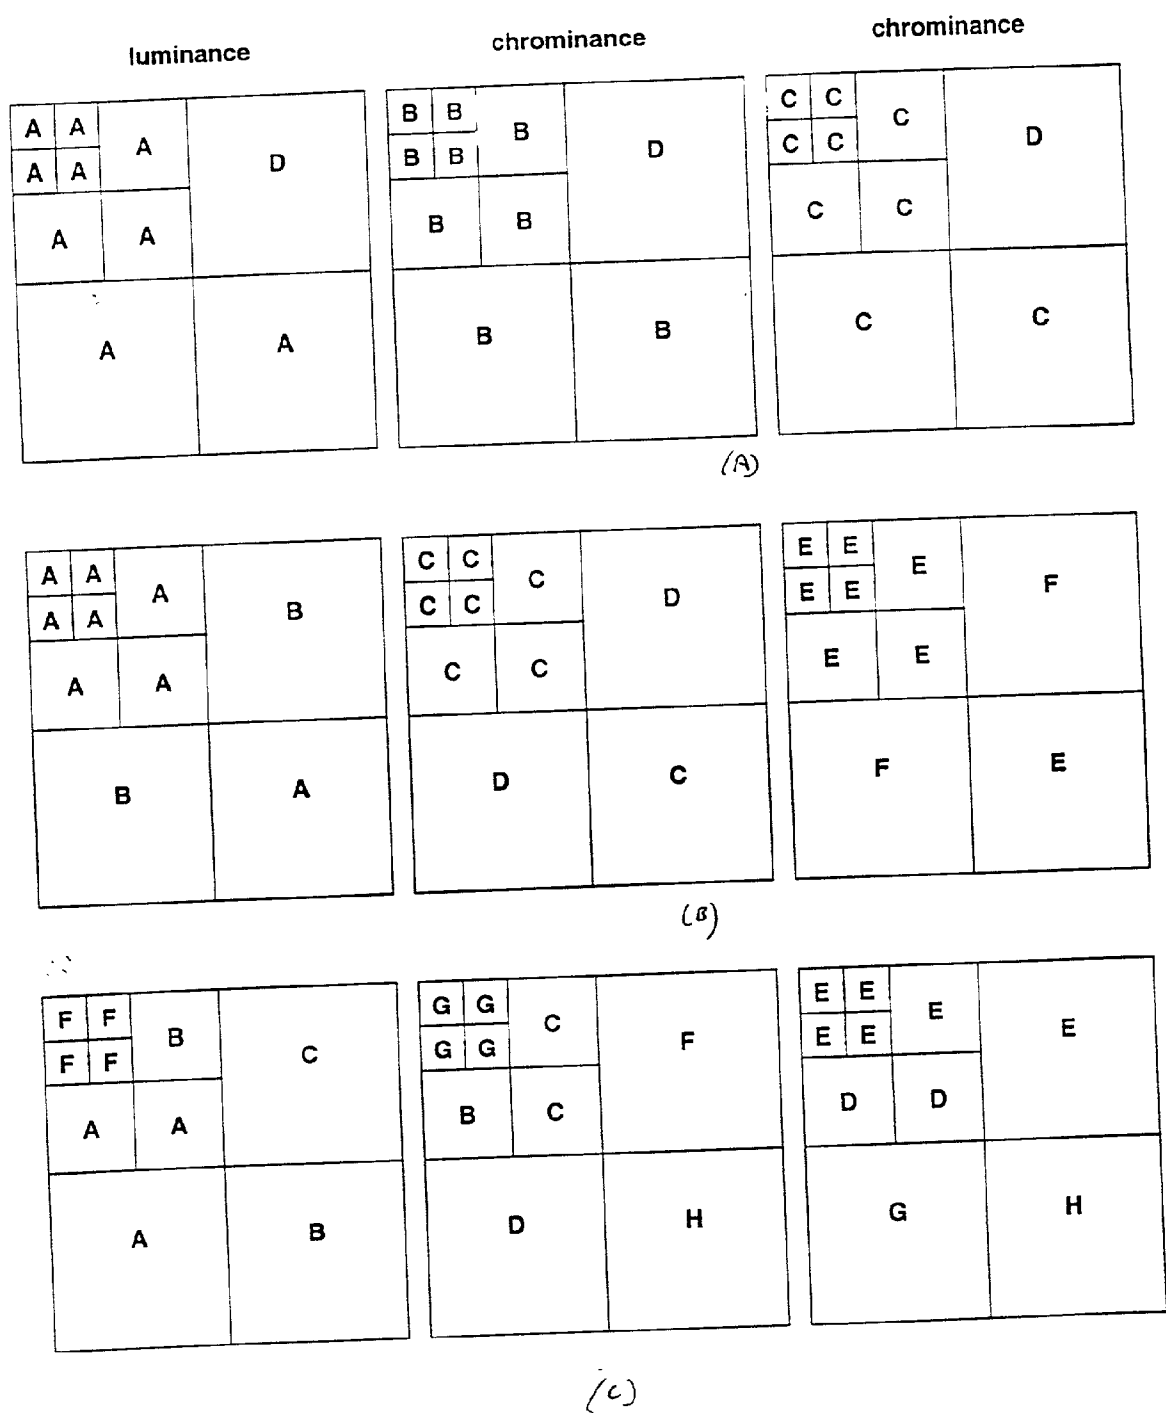 luminance chrominance chrominance
A A A D B B B D C C C D
A A B B C C
A A B B C C
A A B B C C
(A)
A A A B C C C D E E E F
A A C C E E
A A C C E E
B A D C F E
(B)
F F B C G G C F E E E E
F F G G E E
A A B C D D
A B D H G H
(C)